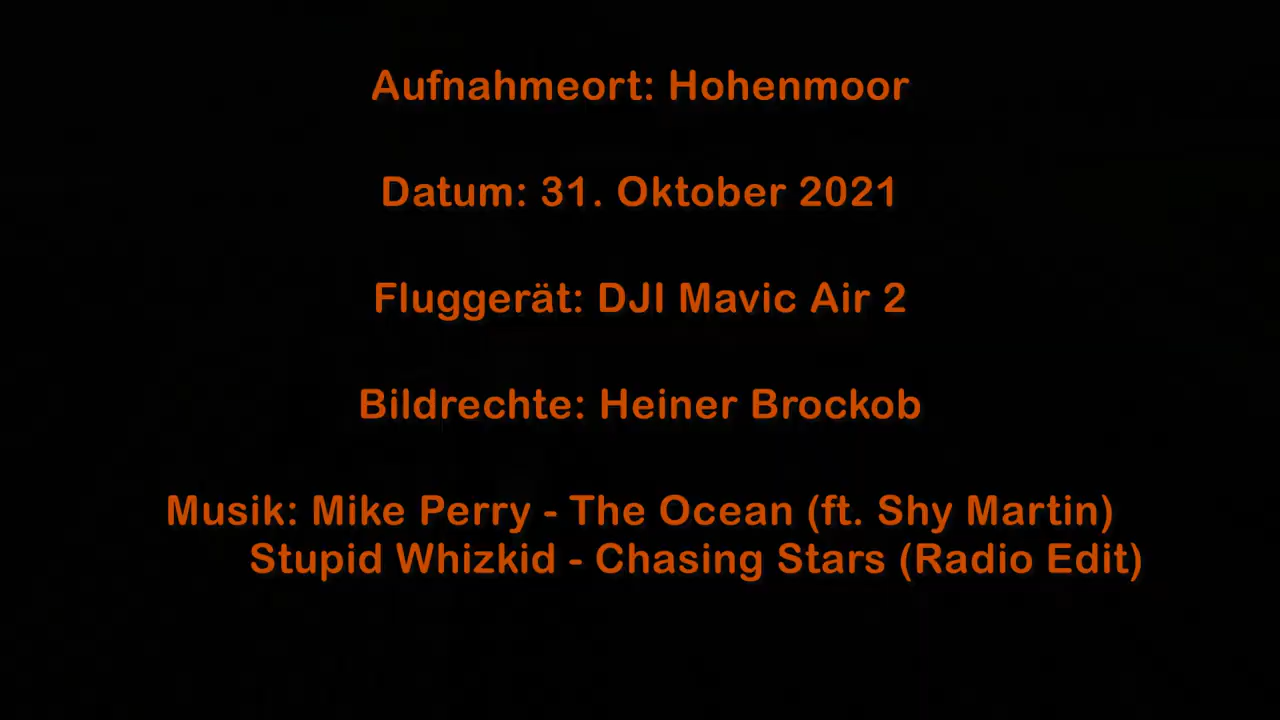 Aufnahmeort: Hohenmoor
Datum: 31. Oktober 2021
Fluggerät: DJI Mavic Air 2
Bildrechte: Heiner Brockob
Musik: Mike Perry - The Ocean (ft. Shy Martin)
Stupid Whizkid - Chasing Stars (Radio Edit)